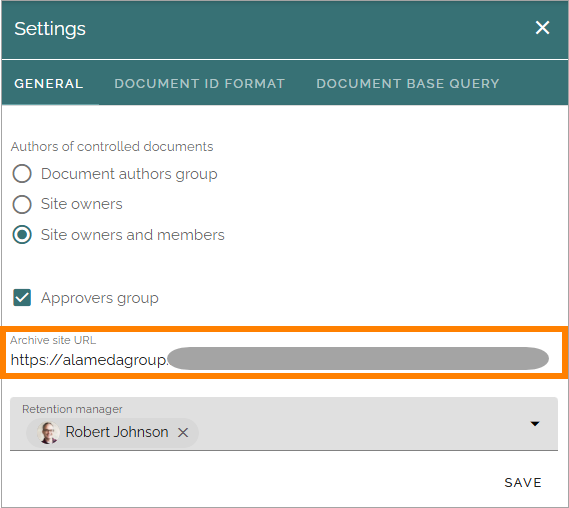 Settings
GENERAL DOCUMENT ID FORMAT DOCUMENT BASE QUERY
Authors of controlled documents
Document authors group
Site owners
Site owners and members
Approvers group
Archive site URL
https://alamedagroup.
Retention manager
Robert Johnson
SAVE